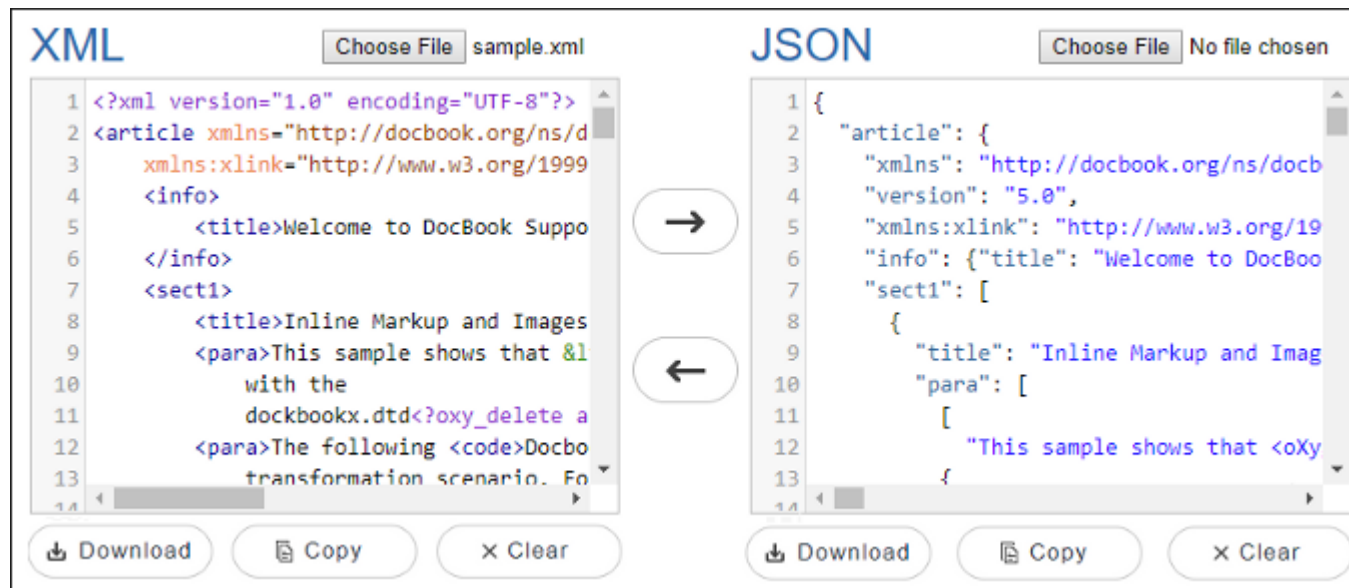 XML
Choose File sample.xml
1 <?xml version="1.0" encoding="UTF-8"?>
2 <article xmlns="http://docbook.org/ns/d
3 xmlns:xlink="http://www.w3.org/1999
4 <info>
5 <title>Welcome to DocBook Suppo
6 </info>
7 <sect1>
8 <title>Inline Markup and Images
9 <para>This sample shows that &l
10 with the
11 dockbookx.dtd<?oxy_delete a
12 <para>The following <code>Docbo
13 transformation scenario. Fo
14
Download
Copy
Clear
JSON
Choose File No file chosen
1 {
2 "article": {
3 "xmlns": "http://docbook.org/ns/docb
4 "version": "5.0",
5 "xmlns:xlink": "http://www.w3.org/19
6 "info": {"title": "Welcome to DocBoo
7 "sect1": [
8 {
9 "title": "Inline Markup and Imag
10 "para": [
11 [
12 "This sample shows that <oXy
13 {
14
Download
Copy
Clear